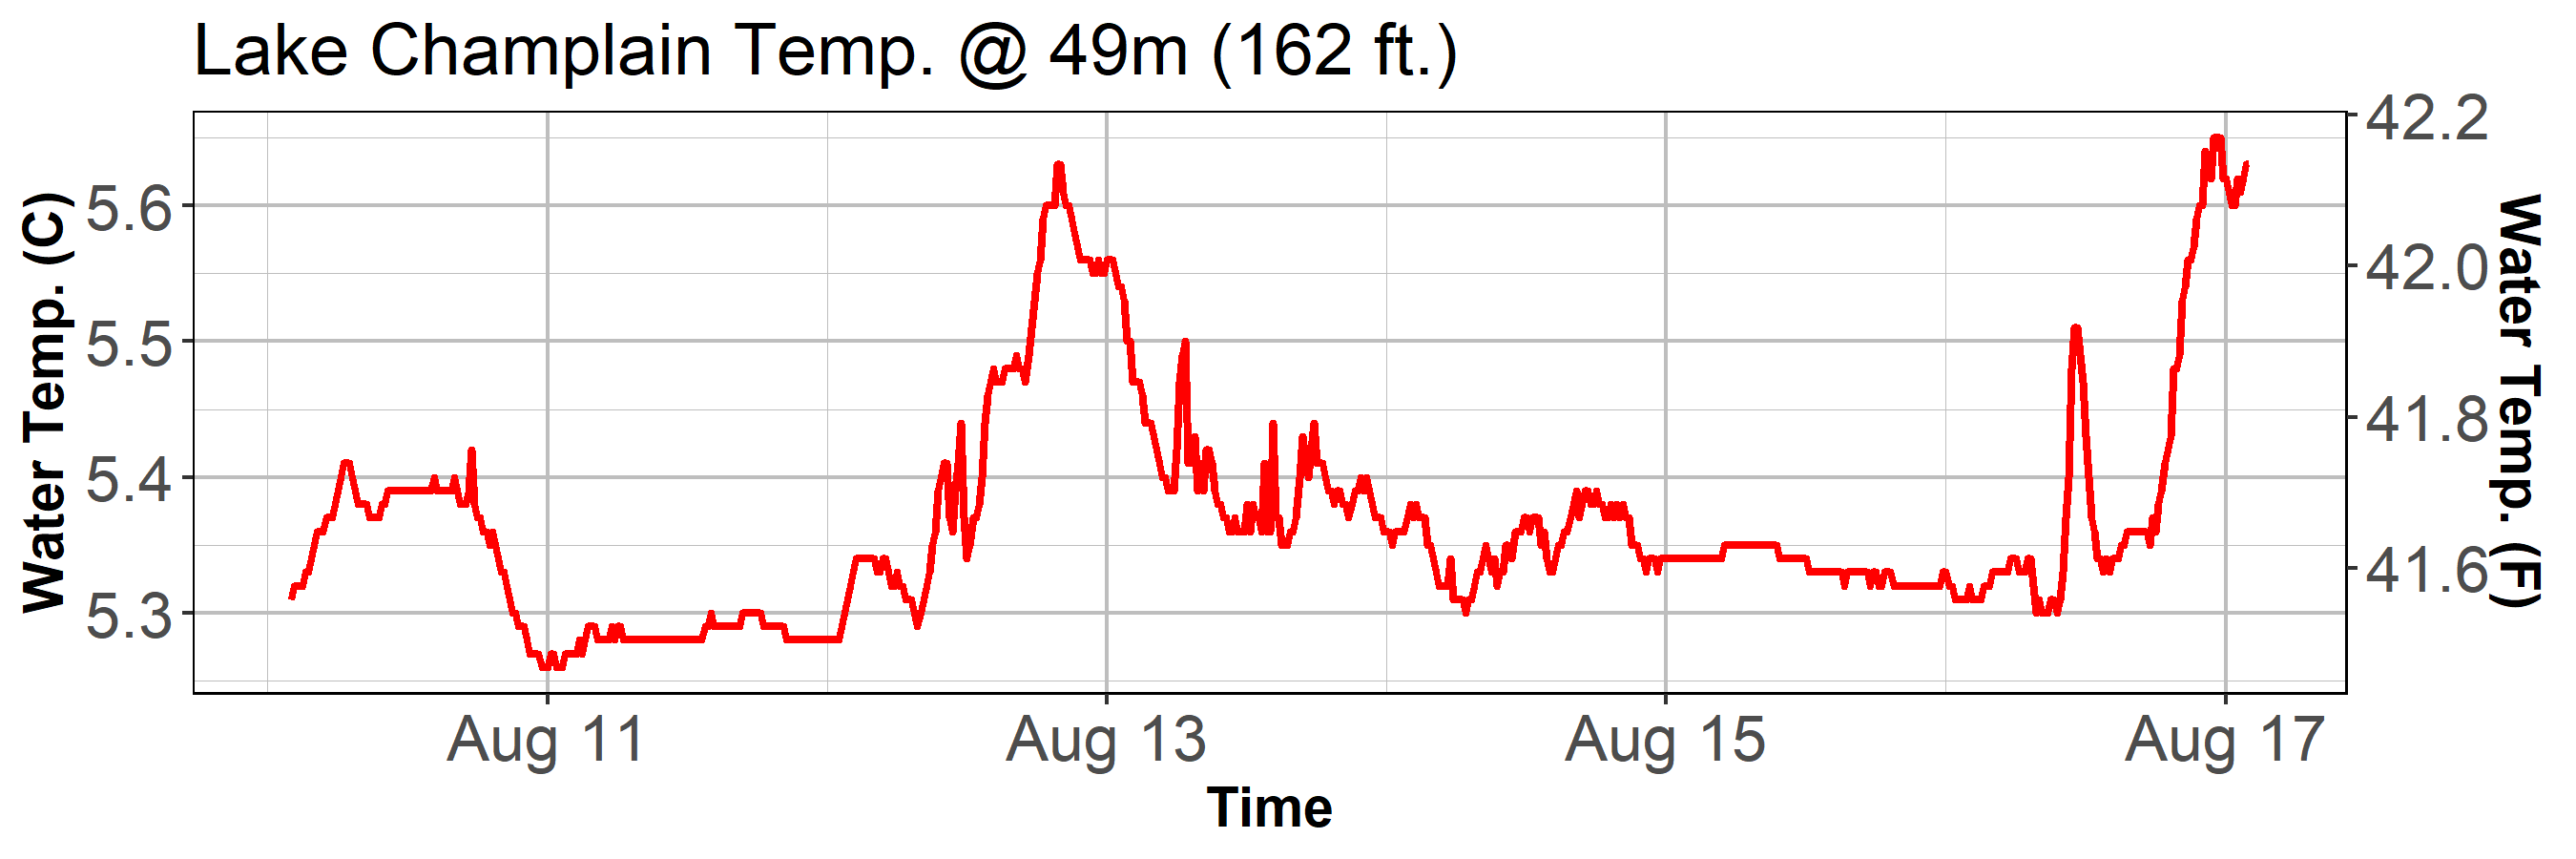 Lake Champlain Temp. @ 49m (162 ft.)
Water Temp. (C)
5.6
5.5
5.4
5.3
42.2
42.0
41.8
41.6
Water Temp. (F)
Aug 11 Aug 13 Aug 15 Aug 17
Time